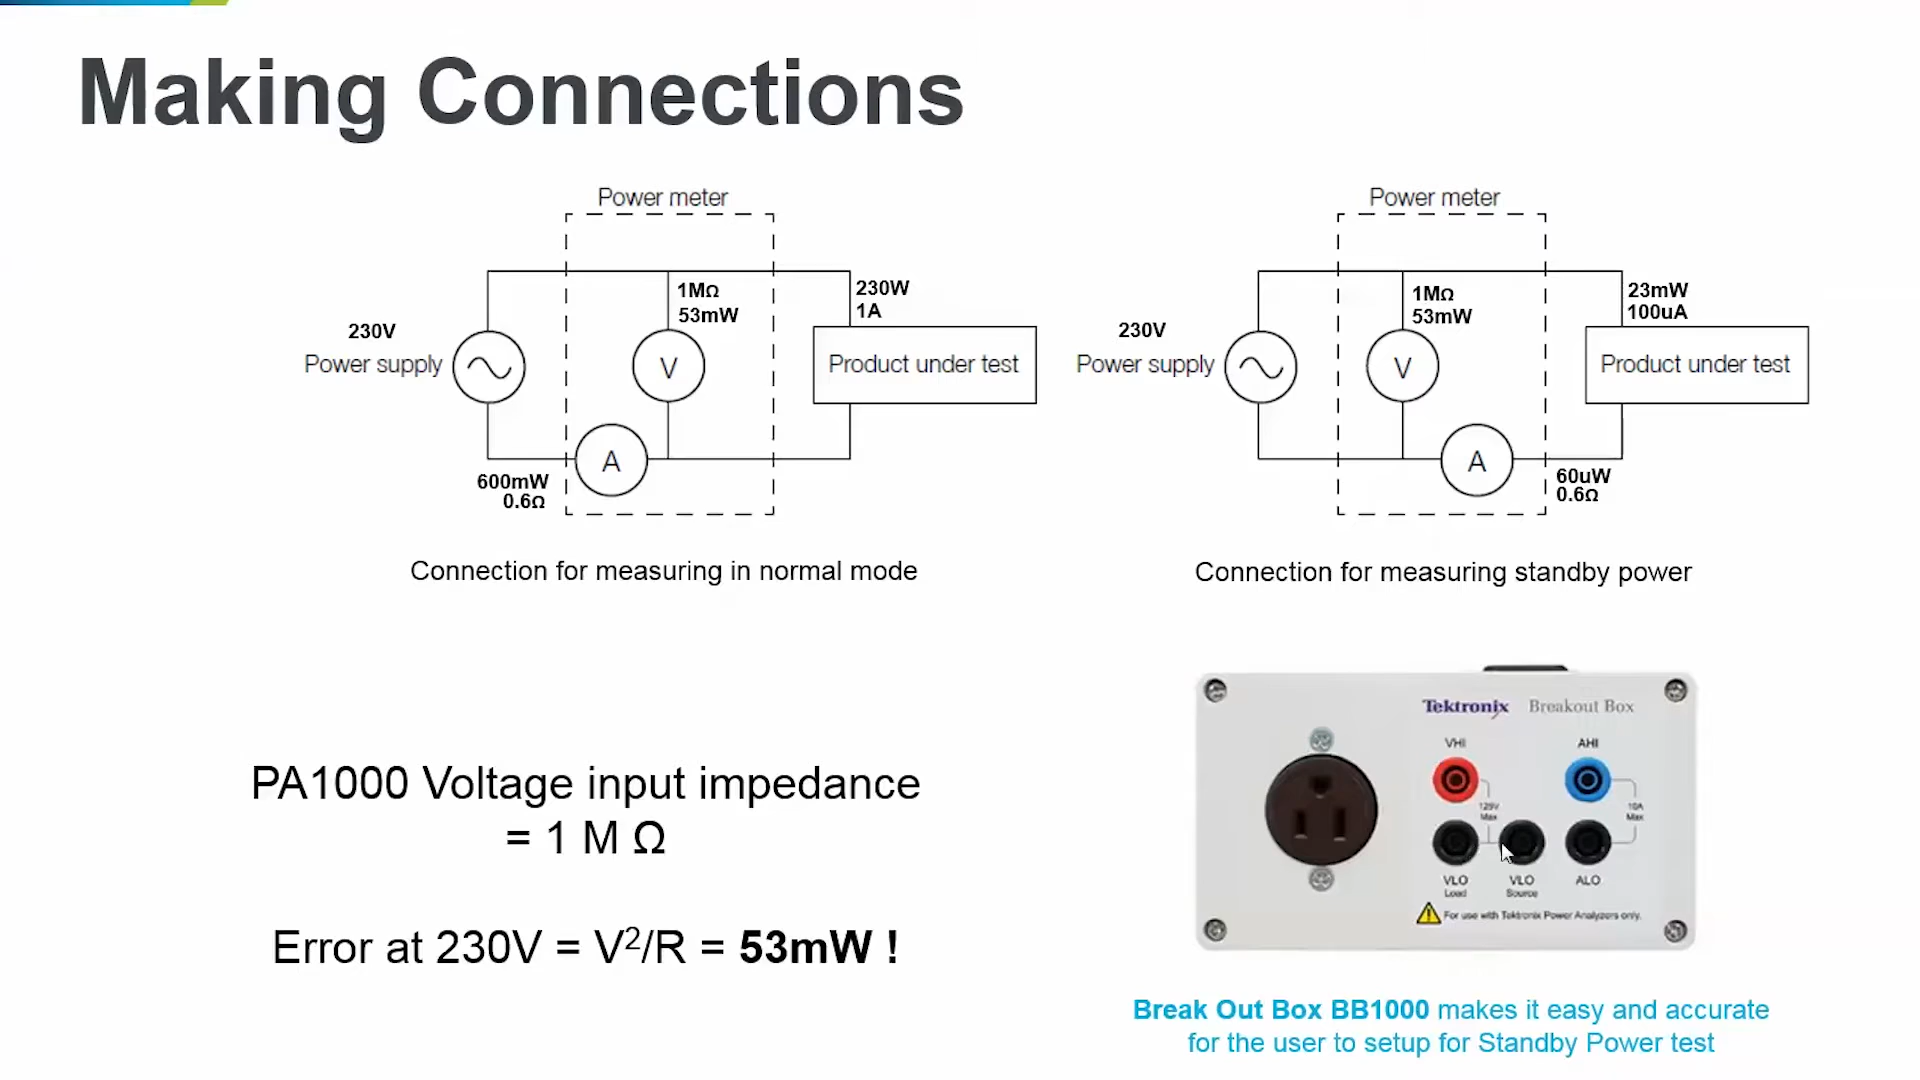 Making Connections
Power meter
1MΩ
53mW
230W
1A
230V
Power supply
V
Product under test
A
600mW
0.6Ω
Connection for measuring in normal mode
Power meter
1MΩ
53mW
23mW
100uA
230V
Power supply
V
Product under test
A
60uW
0.6Ω
Connection for measuring standby power
PA1000 Voltage input impedance
= 1 M Ω
Error at 230V = V²/R = 53mW !
Tektronix Breakout Box
VHI AHI
125V
Max
10A
Max
VLO
Load
VLO
Source
ALO
For use with Tektronix Power Analyzers only.
Break Out Box BB1000 makes it easy and accurate
for the user to setup for Standby Power test